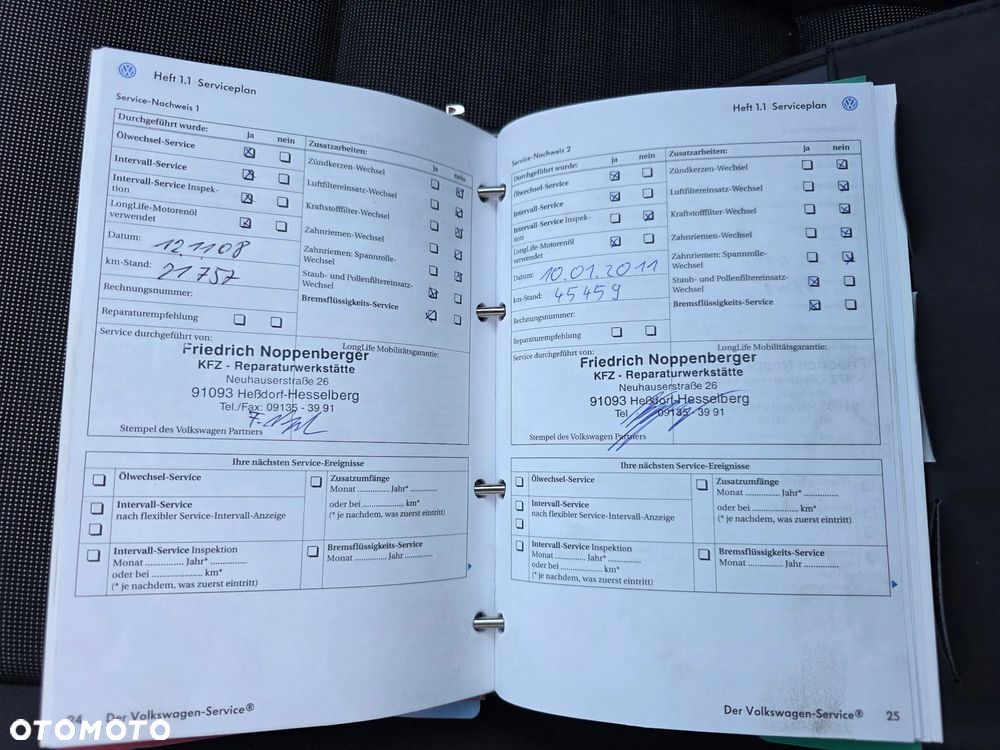 Heft 1.1 Serviceplan
Service-Nachweis 1
Durchgeführt wurde: ja nein
Ölwechsel-Service
Intervall-Service
Intervall-Service Inspek-
tion
LongLife-Motorenöl
verwendet
Datum: 12.11.08
km-Stand: 21 757
Rechnungsnummer:
Reparaturempfehlung
Zusatzarbeiten: ja nein
Zündkerzen-Wechsel
Luftfiltereinsatz-Wechsel
Kraftstofffilter-Wechsel
Zahnriemen-Wechsel
Zahnriemen: Spannrolle-
Wechsel
Staub- und Pollenfiltereinsatz-
Wechsel
Bremsflüssigkeits-Service
Service durchgeführt von: LongLife Mobilitätsgarantie:
Friedrich Noppenberger
KFZ - Reparaturwerkstätte
Neuhauserstraße 26
91093 Heßdorf-Hesselberg
Tel./Fax: 09135 - 39 91
Stempel des Volkswagen Partners
Ihre nächsten Service-Ereignisse
Ölwechsel-Service
Intervall-Service
nach flexibler Service-Intervall-Anzeige
Intervall-Service Inspektion
Monat ............... Jahr* ..............
oder bei .................... km*
(* je nachdem, was zuerst eintritt)
Zusatzumfänge
Monat ............. Jahr* ...........
oder bei .................. km*
(* je nachdem, was zuerst eintritt)
Bremsflüssigkeits-Service
Monat ............. Jahr ............
24 Der Volkswagen-Service®
Heft 1.1 Serviceplan
Service-Nachweis 2
Durchgeführt wurde: ja nein
Ölwechsel-Service
Intervall-Service
Intervall-Service Inspek-
tion
LongLife-Motorenöl
verwendet
Datum: 10.01.2011
km-Stand: 45459
Rechnungsnummer:
Reparaturempfehlung
Zusatzarbeiten: ja nein
Zündkerzen-Wechsel
Luftfiltereinsatz-Wechsel
Kraftstofffilter-Wechsel
Zahnriemen-Wechsel
Zahnriemen: Spannrolle-
Wechsel
Staub- und Pollenfiltereinsatz-
Wechsel
Bremsflüssigkeits-Service
Service durchgeführt von: LongLife Mobilitätsgarantie:
Friedrich Noppenberger
KFZ - Reparaturwerkstätte
Neuhauserstraße 26
91093 Heßdorf-Hesselberg
Tel 09135 39 91
Stempel des Volkswagen Partners
Ihre nächsten Service-Ereignisse
Ölwechsel-Service
Intervall-Service
nach flexibler Service-Intervall-Anzeige
Intervall-Service Inspektion
Monat ............... Jahr* ..............
oder bei .................... km*
(* je nachdem, was zuerst eintritt)
Zusatzumfänge
Monat ............. Jahr* ............
oder bei .................. km*
(* je nachdem, was zuerst eintritt)
Bremsflüssigkeits-Service
Monat ............. Jahr ............
Der Volkswagen-Service® 25
OTOMOTO